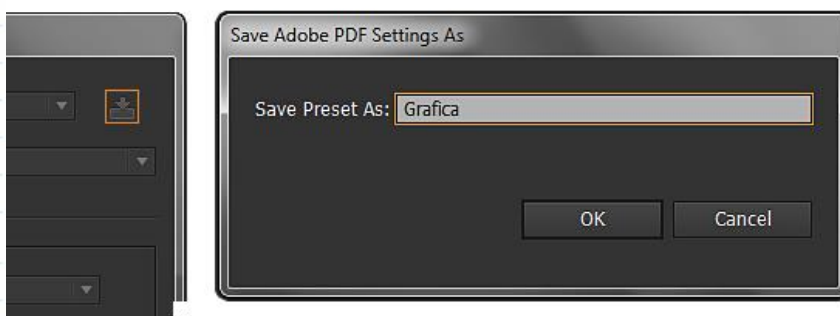 Save Adobe PDF Settings As
Save Preset As: Grafica
OK Cancel